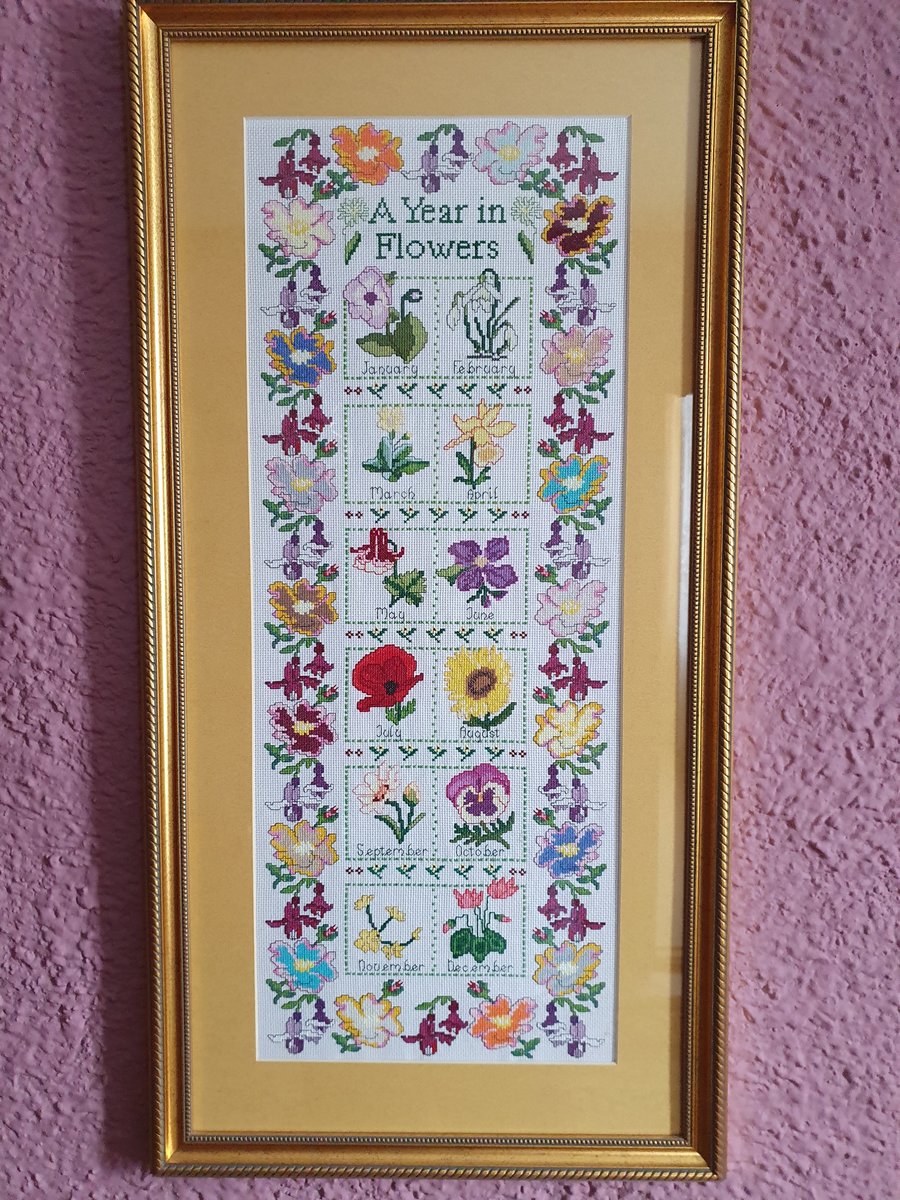 A Year in
Flowers
January February
March April
May June
July August
September October
November December